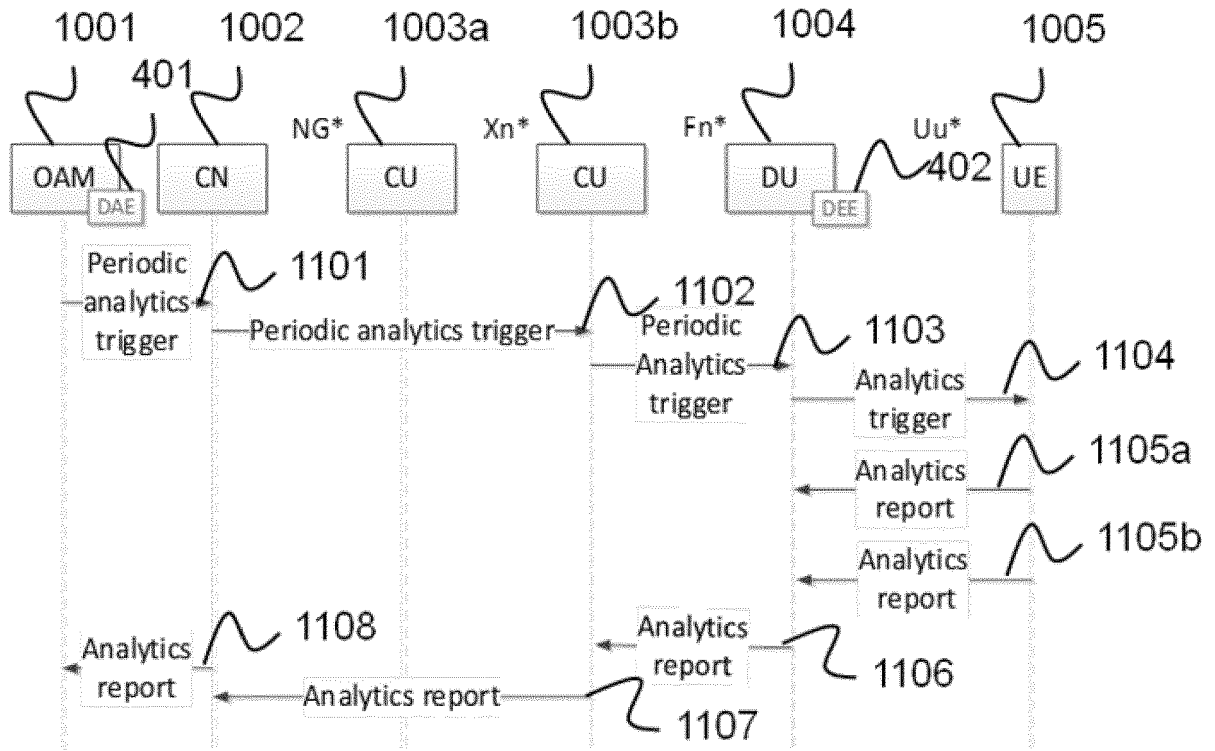 1001 1002 1003a 1003b 1004 1005
401
NG* Xn* Fn* Uu*
402
OAM CN CU CU DU UE
DAE DEE
Periodic
analytics
trigger
1101
Periodic analytics trigger
1102
Periodic
Analytics
trigger
1103
Analytics
trigger
1104
Analytics
report
1105a
Analytics
report
1105b
Analytics
report
1106
Analytics report
1107
Analytics
report
1108